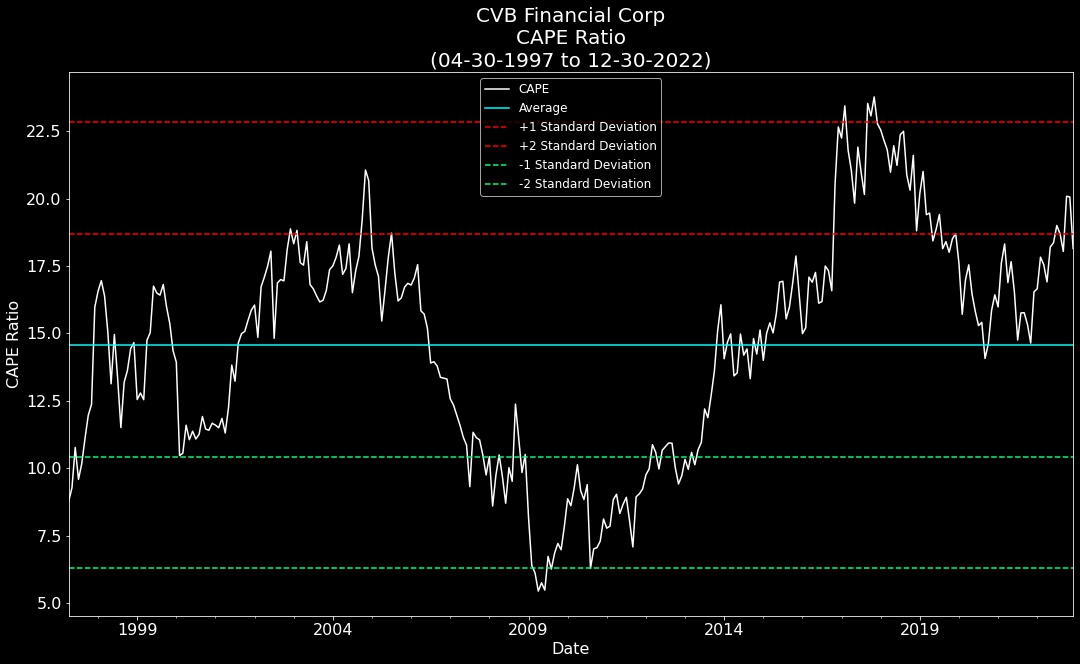 CVB Financial Corp
CAPE Ratio
(04-30-1997 to 12-30-2022)
CAPE
Average
+1 Standard Deviation
+2 Standard Deviation
-1 Standard Deviation
-2 Standard Deviation
CAPE Ratio
22.5
20.0
17.5
15.0
12.5
10.0
7.5
5.0
1999
2004
2009
2014
2019
Date